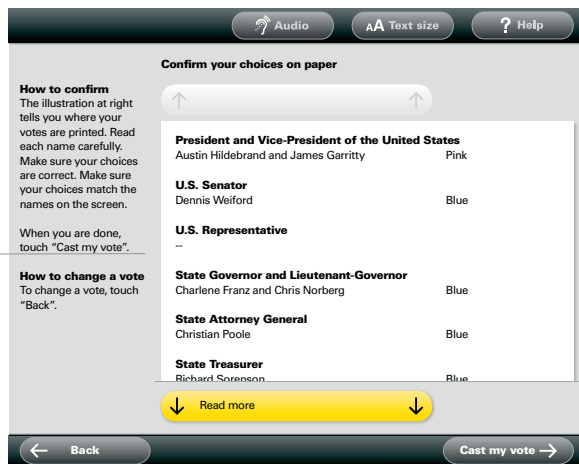 Audio
AA Text size
? Help
Confirm your choices on paper
How to confirm
The illustration at right
tells you where your
votes are printed. Read
each name carefully.
Make sure your choices
are correct. Make sure
your choices match the
names on the screen.
When you are done,
touch “Cast my vote”.
How to change a vote
To change a vote, touch
“Back”.
President and Vice-President of the United States
Austin Hildebrand and James Garritty Pink
U.S. Senator
Dennis Weiford Blue
U.S. Representative
--
State Governor and Lieutenant-Governor
Charlene Franz and Chris Norberg Blue
State Attorney General
Christian Poole Blue
State Treasurer
Richard Sorenson Blue
Read more
Back
Cast my vote